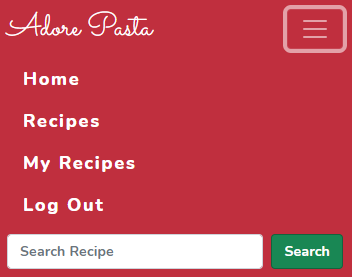 Adore Pasta
Home
Recipes
My Recipes
Log Out
Search Recipe Search